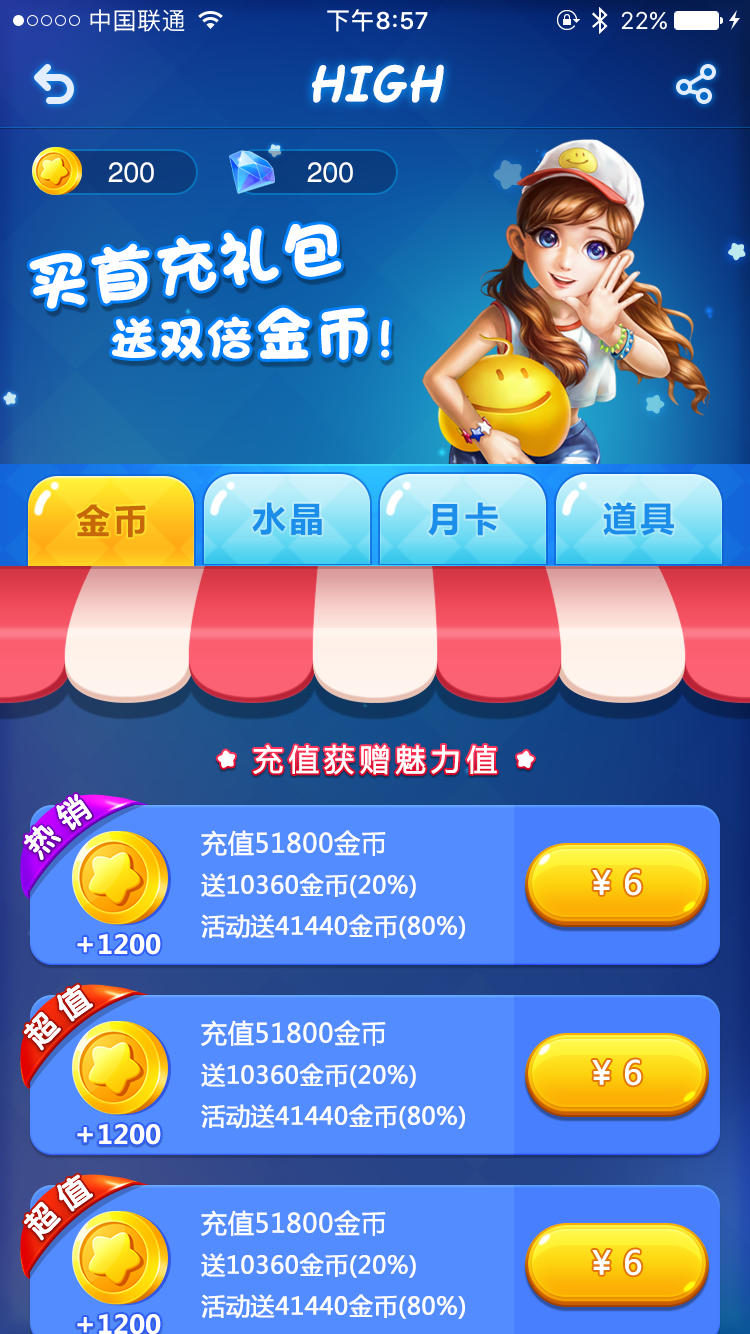 中国联通 下午8:57 22%
HIGH
200 200
买首充礼包
送双倍金币!
金币 水晶 月卡 道具
充值获赠魅力值
热销
充值51800金币
送10360金币(20%)
活动送41440金币(80%)
+1200
¥ 6
超值
充值51800金币
送10360金币(20%)
活动送41440金币(80%)
+1200
¥ 6
超值
充值51800金币
送10360金币(20%)
活动送41440金币(80%)
+1200
¥ 6